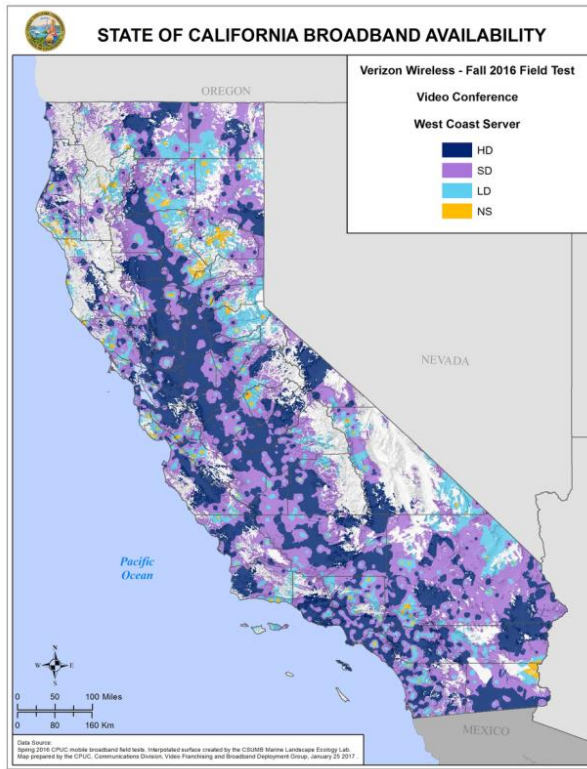 STATE OF CALIFORNIA BROADBAND AVAILABILITY
Verizon Wireless - Fall 2016 Field Test
Video Conference
West Coast Server
HD
SD
LD
NS
OREGON
NEVADA
Pacific
Ocean
N
W E
S
0 50 100 Miles
0 80 160 Km
MEXICO
Data Source:
Spring 2016 CPUC mobile broadband field tests. Interpolated surface created by the CSUMB Marine Landscape Ecology Lab.
Map prepared by the CPUC, Communications Division, Video Franchising and Broadband Deployment Group, January 25 2017 .